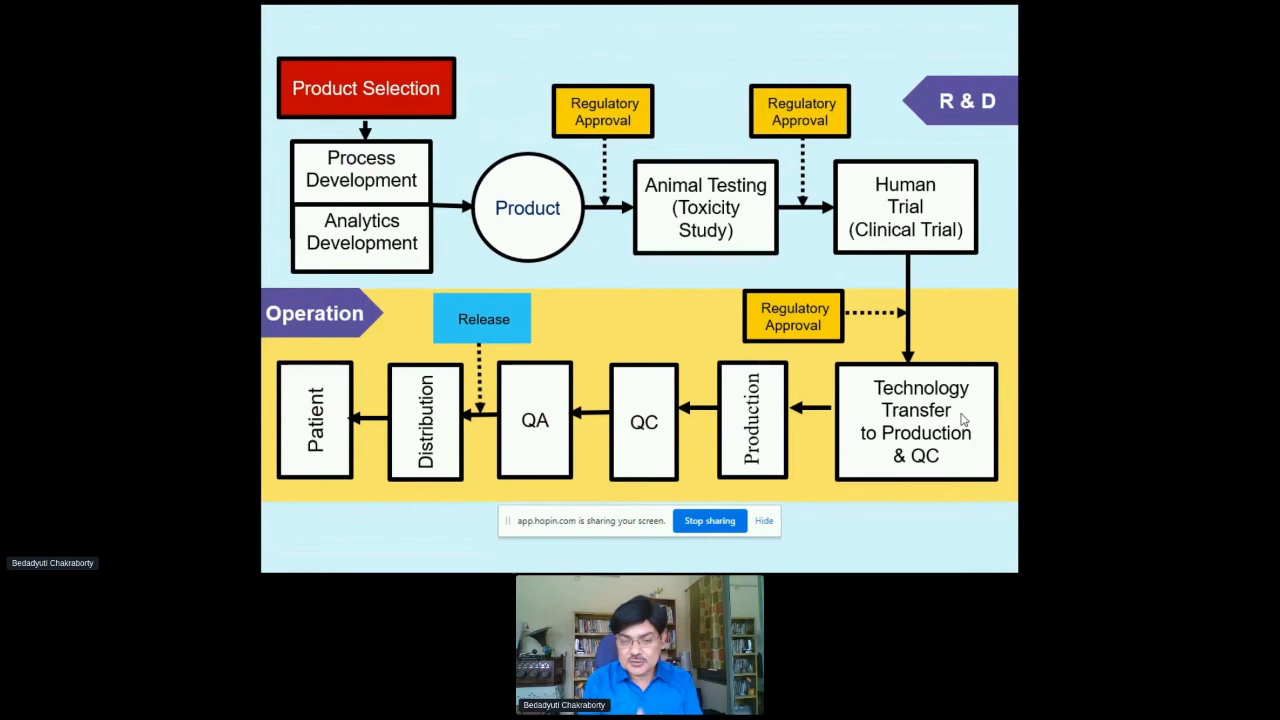 Product Selection
R & D
Regulatory
Approval
Regulatory
Approval
Process
Development
Analytics
Development
Product
Animal Testing
(Toxicity
Study)
Human
Trial
(Clinical Trial)
Operation
Release
Regulatory
Approval
Patient
Distribution
QA
QC
Production
Technology
Transfer
to Production
& QC
app.hopin.com is sharing your screen.
Stop sharing
Hide
Bedadyuti Chakraborty
Bedadyuti Chakraborty